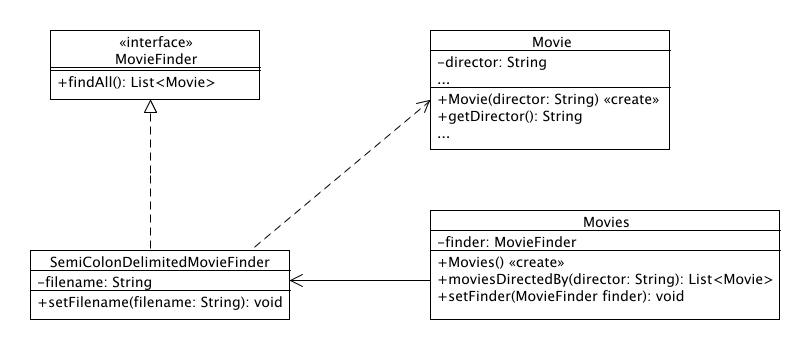 «interface»
MovieFinder
+findAll(): List<Movie>
Movie
-director: String
...
+Movie(director: String) «create»
+getDirector(): String
...
SemiColonDelimitedMovieFinder
-filename: String
+setFilename(filename: String): void
Movies
-finder: MovieFinder
+Movies() «create»
+moviesDirectedBy(director: String): List<Movie>
+setFinder(MovieFinder finder): void